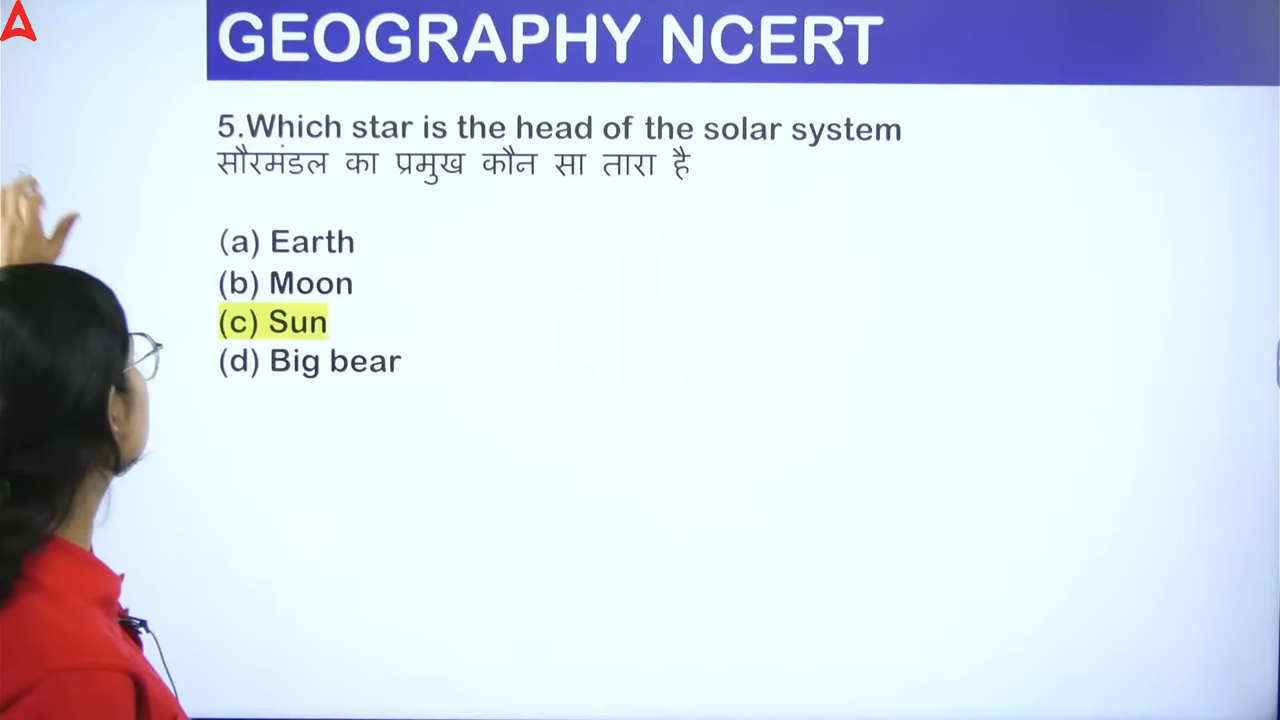 GEOGRAPHY NCERT
5.Which star is the head of the solar system
सौरमंडल का प्रमुख कौन सा तारा है
(a) Earth
(b) Moon
(c) Sun
(d) Big bear